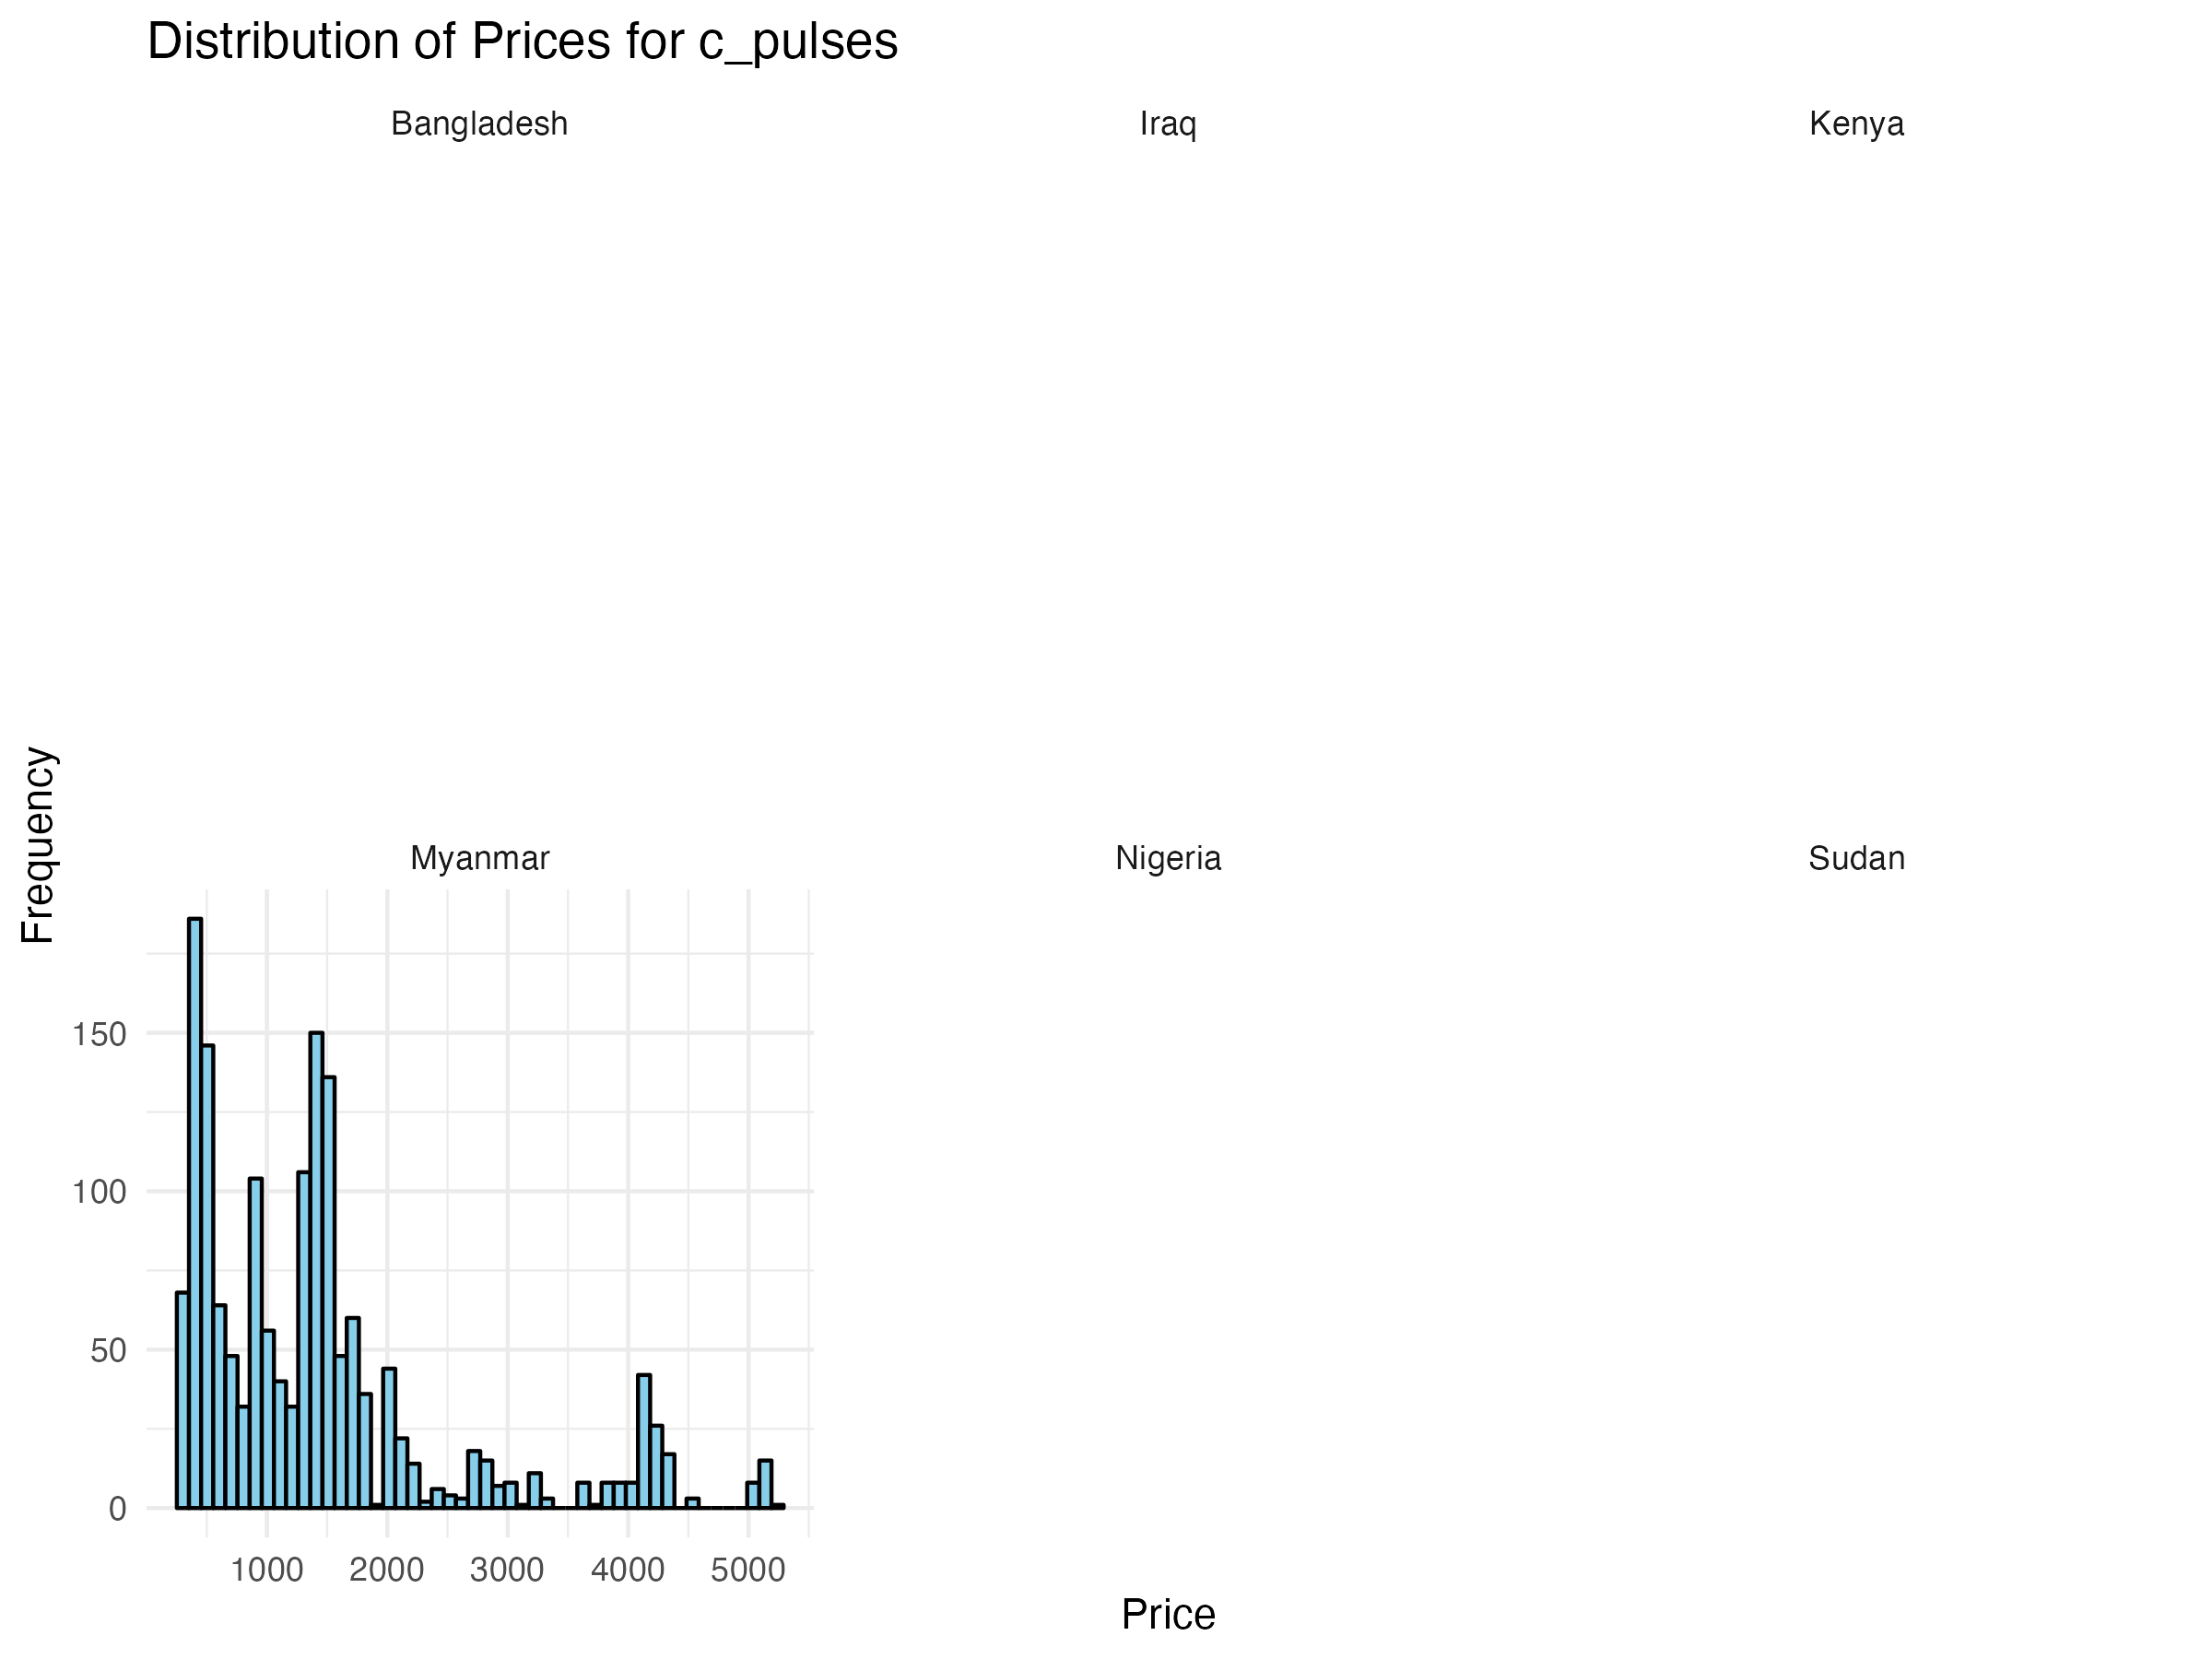 Distribution of Prices for c_pulses
Bangladesh
Iraq
Kenya
Frequency
Myanmar
Nigeria
Sudan
150
100
50
0
1000
2000
3000
4000
5000
Price